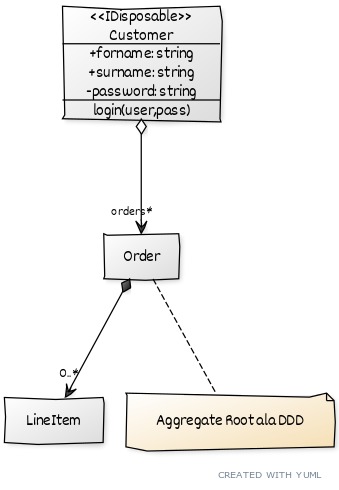 <<IDisposable>>
Customer
+forname: string
+surname: string
-password: string
login(user,pass)
orders*
Order
0..*
LineItem
Aggregate Root ala DDD
CREATED WITH YUML